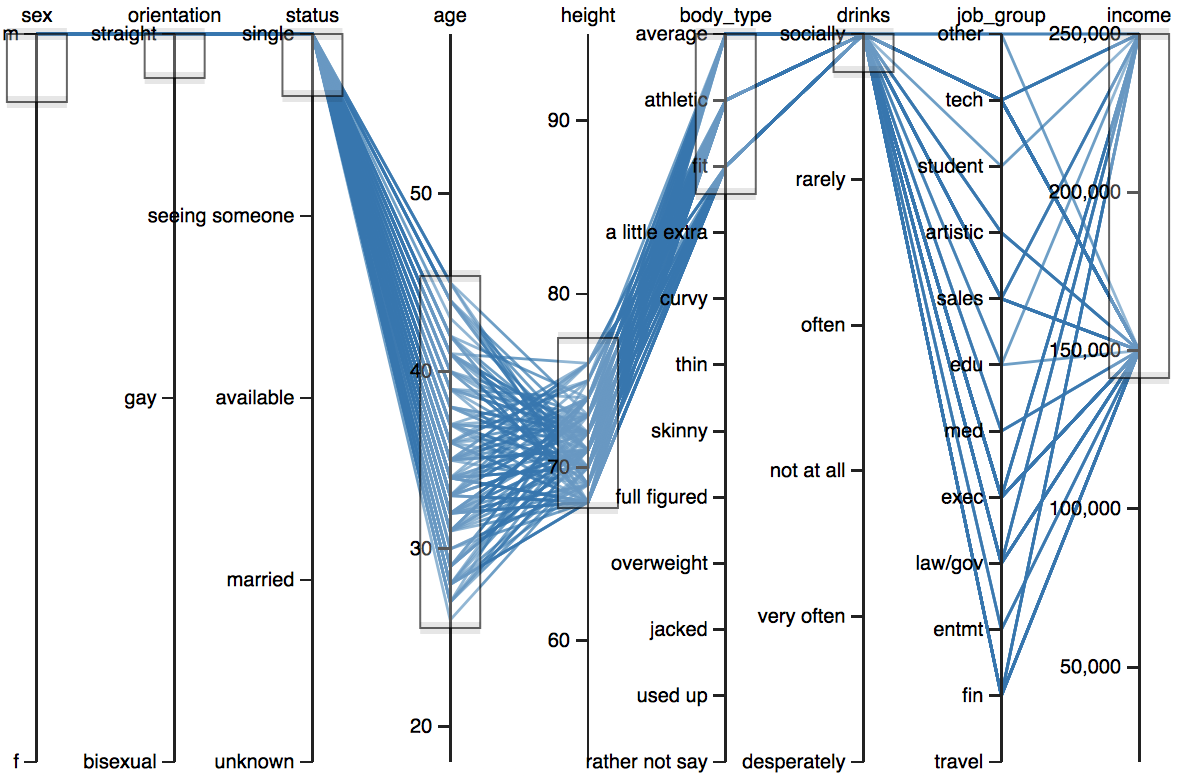 sex orientation status age height body_type drinks job_group income
m straight single average socially other 250,000
athletic tech
90
student
fit
rarely
200,000
50
seeing someone
a little extra artistic
80
curvy sales
often
150,000
40
thin edu
gay available
skinny med
70
not at all
full figured exec
100,000
30
overweight law/gov
married
very often
jacked entmt
60
50,000
used up fin
20
f bisexual unknown rather not say desperately travel